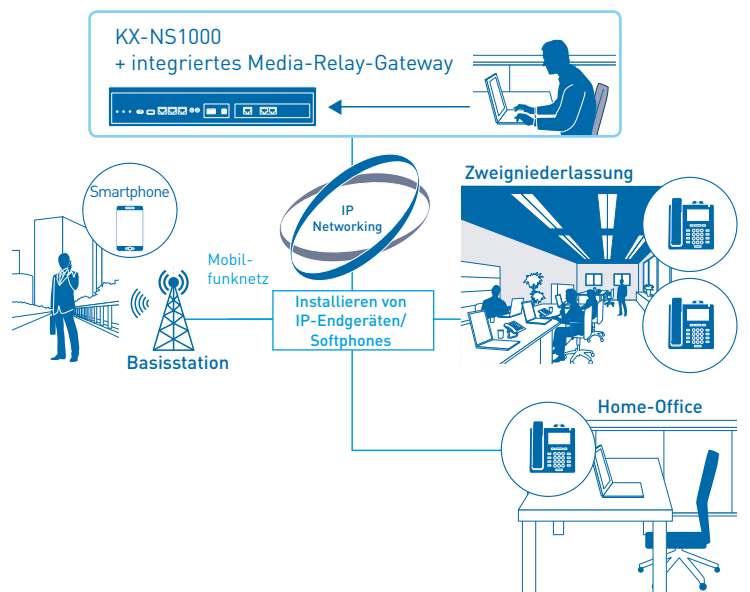 KX-NS1000
+ integriertes Media-Relay-Gateway
Zweigniederlassung
Smartphone
IP
Networking
Mobil-
funknetz
Installieren von
IP-Endgeräten/
Softphones
Basisstation
Home-Office